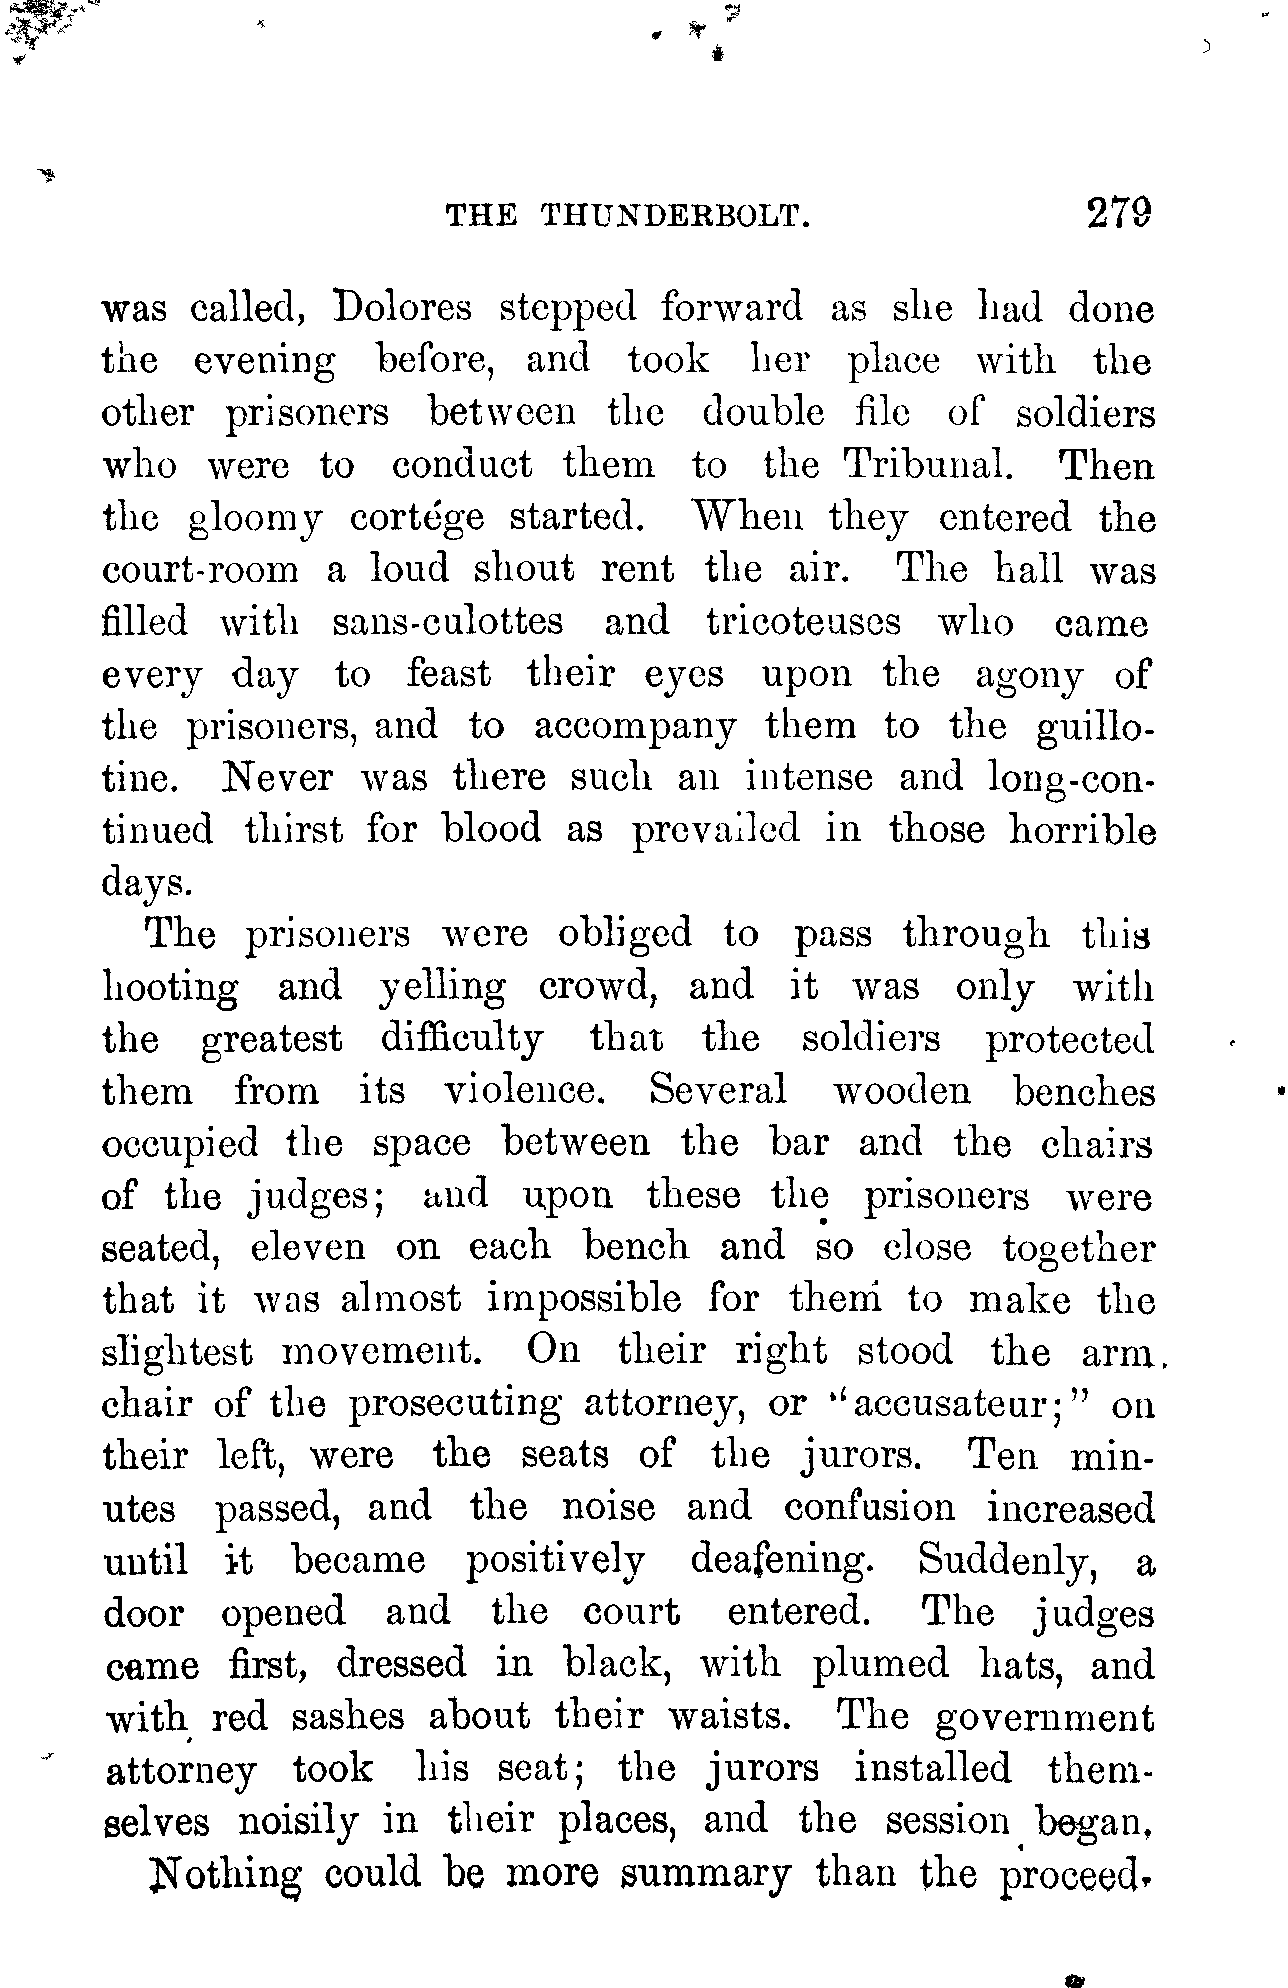 THE THUNDERBOLT. 279
was called, Dolores stepped forward as she had done
the evening before, and took her place with the
other prisoners between the double file of soldiers
who were to conduct them to the Tribunal. Then
the gloomy cortége started. When they entered the
court-room a loud shout rent the air. The hall was
filled with sans-culottes and tricoteuses who came
every day to feast their eyes upon the agony of
the prisoners, and to accompany them to the guillo-
tine. Never was there such an intense and long-con-
tinued thirst for blood as prevailed in those horrible
days.
The prisoners were obliged to pass through this
hooting and yelling crowd, and it was only with
the greatest difficulty that the soldiers protected
them from its violence. Several wooden benches
occupied the space between the bar and the chairs
of the judges; and upon these the prisoners were
seated, eleven on each bench and so close together
that it was almost impossible for them to make the
slightest movement. On their right stood the arm-
chair of the prosecuting attorney, or "accusateur;" on
their left, were the seats of the jurors. Ten min-
utes passed, and the noise and confusion increased
until it became positively deafening. Suddenly, a
door opened and the court entered. The judges
came first, dressed in black, with plumed hats, and
with red sashes about their waists. The government
attorney took his seat; the jurors installed them-
selves noisily in their places, and the session began.
Nothing could be more summary than the proceed-